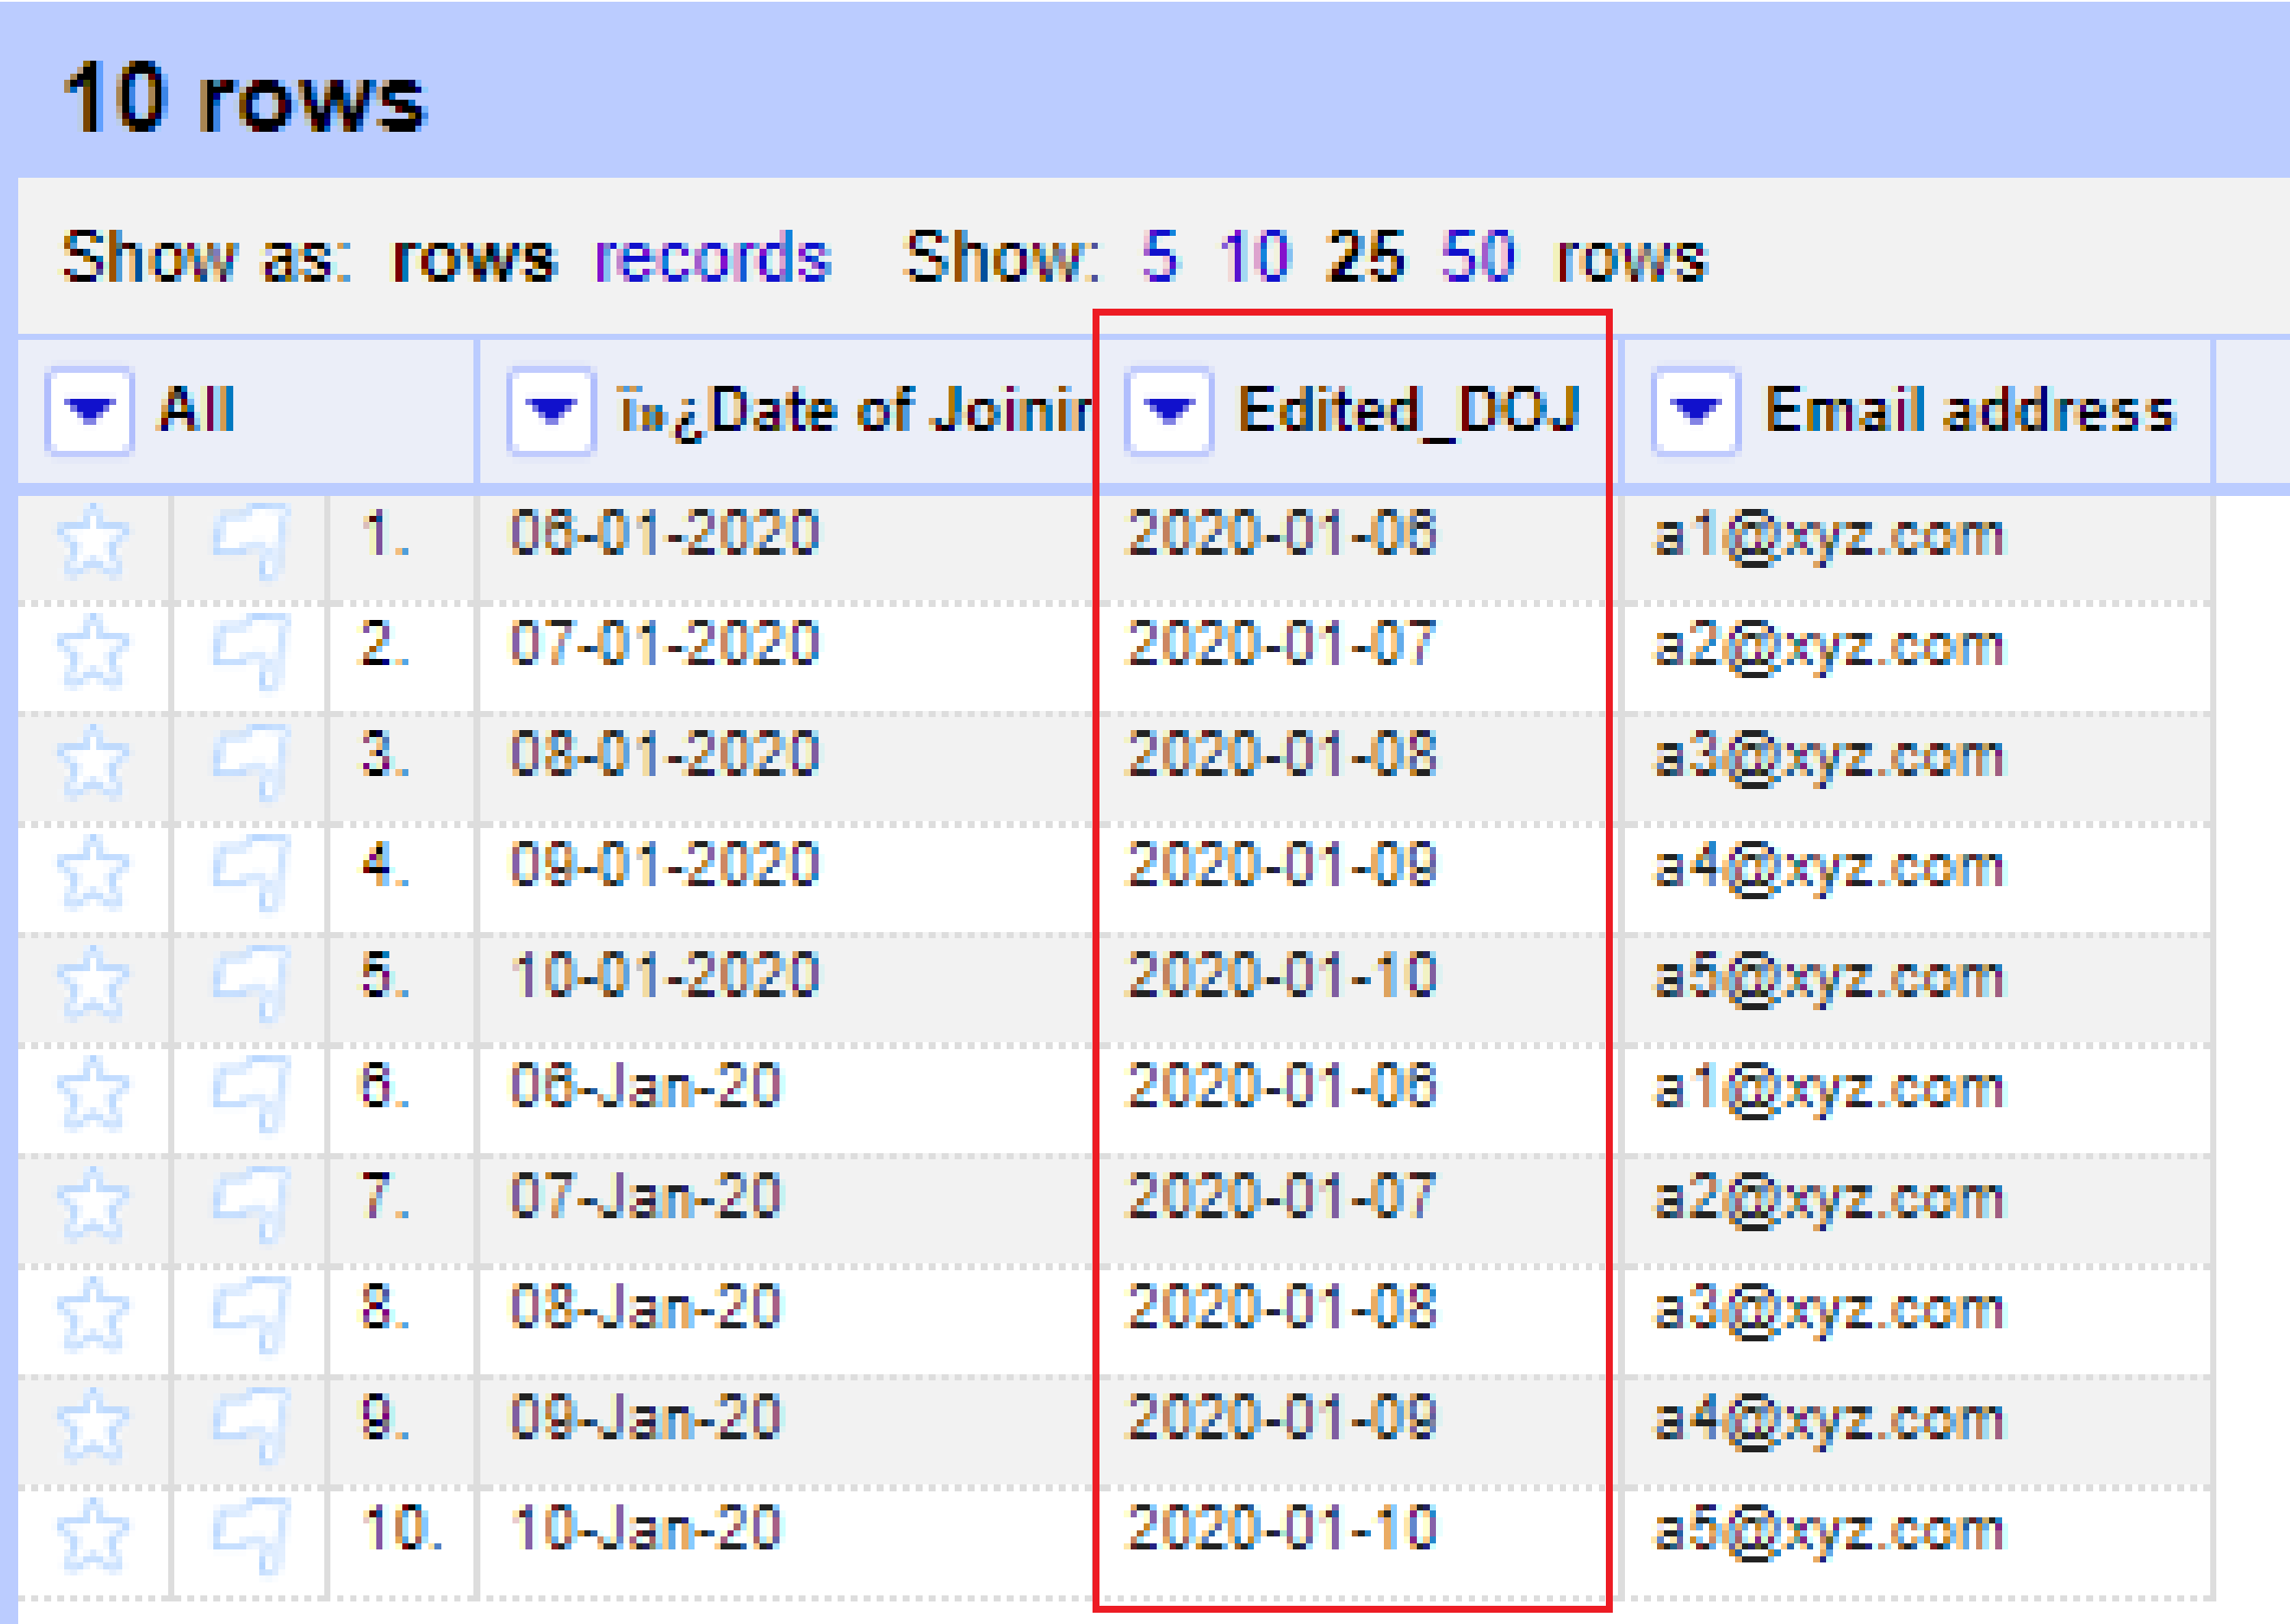 10 rows
Show as: rows records Show: 5 10 25 50 rows
All ï»¿Date of Joinin Edited_DOJ Email address
1. 06-01-2020 2020-01-06 a1@xyz.com
2. 07-01-2020 2020-01-07 a2@xyz.com
3. 08-01-2020 2020-01-08 a3@xyz.com
4. 09-01-2020 2020-01-09 a4@xyz.com
5. 10-01-2020 2020-01-10 a5@xyz.com
6. 06-Jan-20 2020-01-06 a1@xyz.com
7. 07-Jan-20 2020-01-07 a2@xyz.com
8. 08-Jan-20 2020-01-08 a3@xyz.com
9. 09-Jan-20 2020-01-09 a4@xyz.com
10. 10-Jan-20 2020-01-10 a5@xyz.com